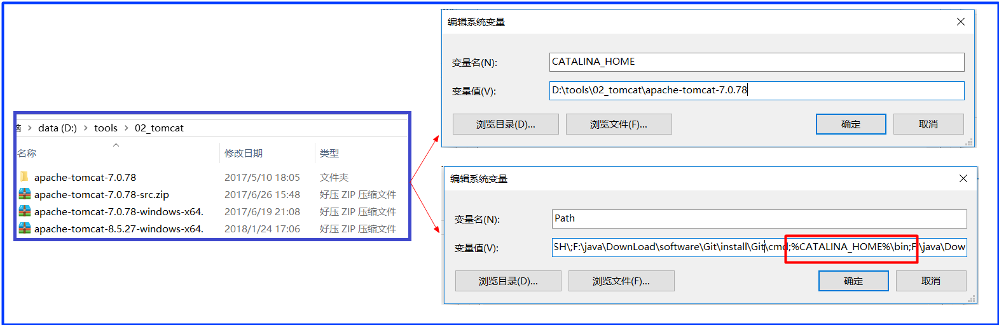 脑 > data (D:) > tools > 02_tomcat
名称 修改日期 类型
apache-tomcat-7.0.78 2017/5/10 18:05 文件夹
apache-tomcat-7.0.78-src.zip 2017/6/26 15:48 好压 ZIP 压缩文件
apache-tomcat-7.0.78-windows-x64. 2017/6/19 21:08 好压 ZIP 压缩文件
apache-tomcat-8.5.27-windows-x64. 2018/1/24 17:06 好压 ZIP 压缩文件
编辑系统变量
变量名(N): CATALINA_HOME
变量值(V): D:\tools\02_tomcat\apache-tomcat-7.0.78
浏览目录(D)... 浏览文件(F)... 确定 取消
编辑系统变量
变量名(N): Path
变量值(V): SH\;F:\java\DownLoad\software\Git\install\Git\cmd;%CATALINA_HOME%\bin;F:\java\Dow
浏览目录(D)... 浏览文件(F)... 确定 取消